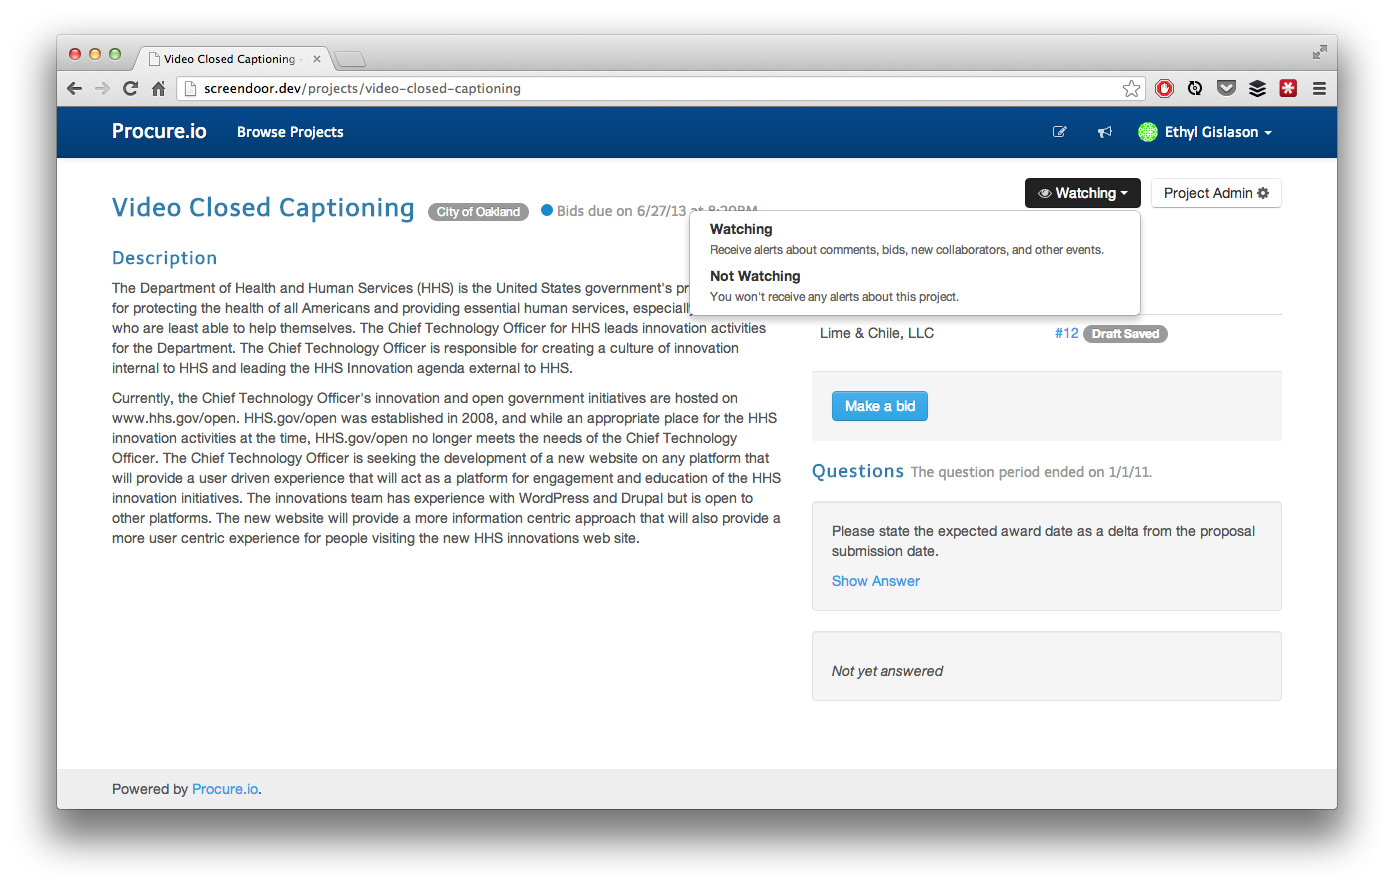 Video Closed Captioning ·
screendoor.dev/projects/video-closed-captioning
Procure.io
Browse Projects
Ethyl Gislason
Watching
Project Admin
Video Closed Captioning
City of Oakland
Bids due on 6/27/13 at 8:20PM
Watching
Receive alerts about comments, bids, new collaborators, and other events.
Not Watching
You won't receive any alerts about this project.
Description
The Department of Health and Human Services (HHS) is the United States government's
for protecting the health of all Americans and providing essential human services,
who are least able to help themselves. The Chief Technology Officer for HHS leads innovation activities
for the Department. The Chief Technology Officer is responsible for creating a culture of innovation
internal to HHS and leading the HHS Innovation agenda external to HHS.
Currently, the Chief Technology Officer's innovation and open government initiatives are hosted on
www.hhs.gov/open. HHS.gov/open was established in 2008, and while an appropriate place for the HHS
innovation activities at the time, HHS.gov/open no longer meets the needs of the Chief Technology
Officer. The Chief Technology Officer is seeking the development of a new website on any platform that
will provide a user driven experience that will act as a platform for engagement and education of the HHS
innovation initiatives. The innovations team has experience with WordPress and Drupal but is open to
other platforms. The new website will provide a more information centric approach that will also provide a
more user centric experience for people visiting the new HHS innovations web site.
Lime & Chile, LLC
#12
Draft Saved
Make a bid
Questions
The question period ended on 1/1/11.
Please state the expected award date as a delta from the proposal
submission date.
Show Answer
Not yet answered
Powered by Procure.io.